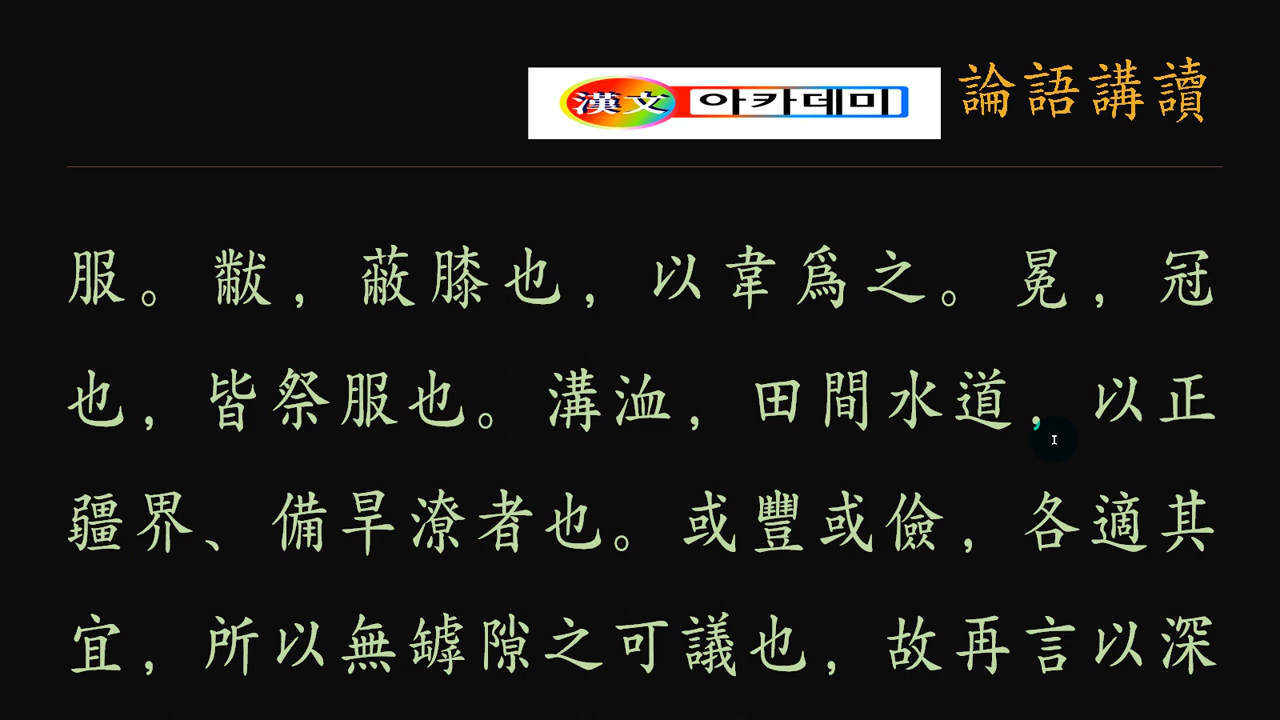 漢文 아카데미 論語講讀
服。黻，蔽膝也，以韋爲之。冕，冠
也，皆祭服也。溝洫，田間水道，以正
疆界、備旱潦者也。或豐或儉，各適其
宜，所以無罅隙之可議也，故再言以深